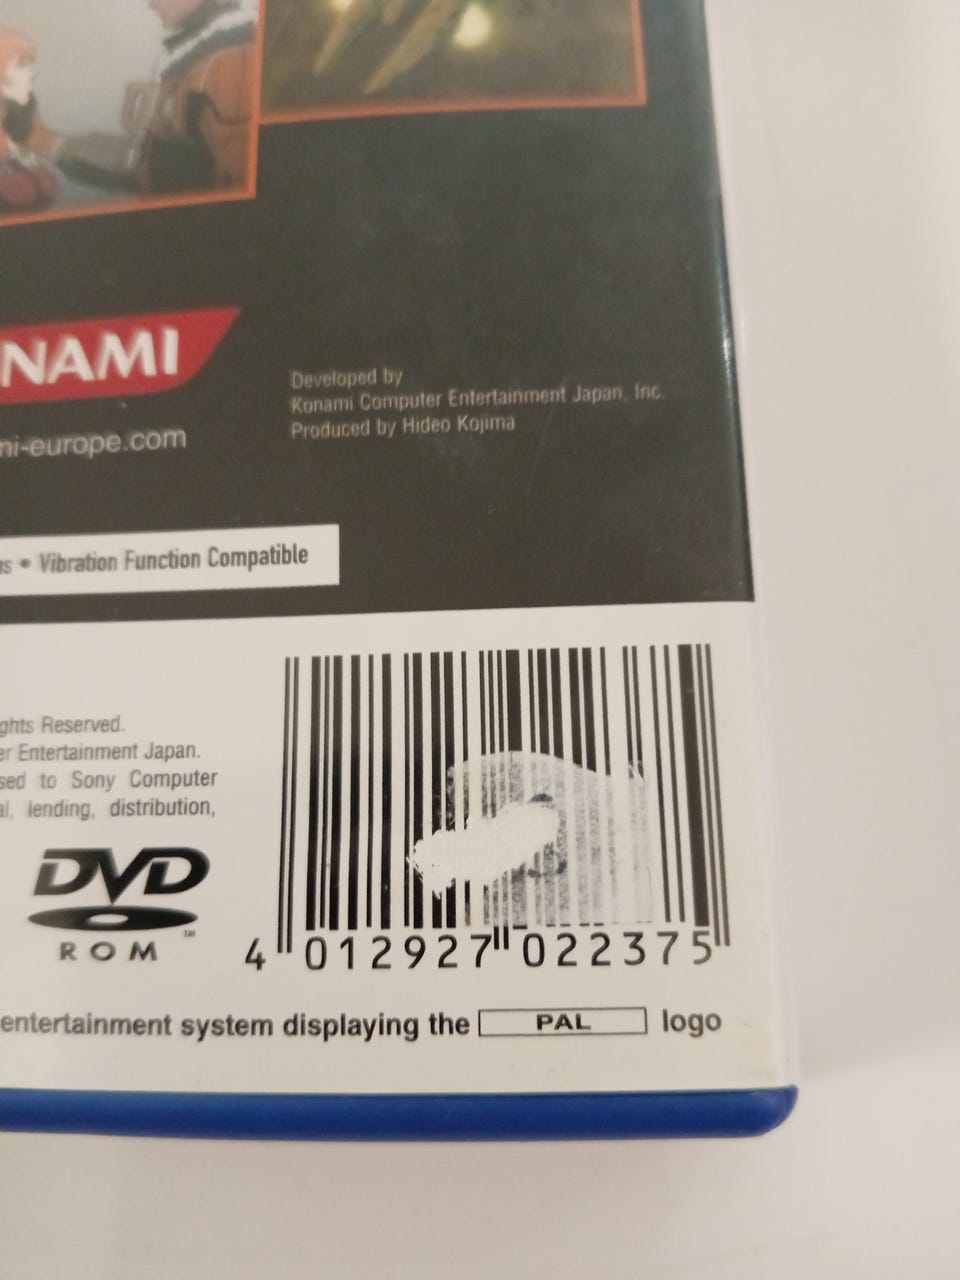 NAMI
mi-europe.com
Developed by
Konami Computer Entertainment Japan, Inc.
Produced by Hideo Kojima
ns • Vibration Function Compatible
ghts Reserved.
er Entertainment Japan.
sed to Sony Computer
al, lending, distribution,
DVD
ROM™
4 012927 022375
entertainment system displaying the PAL logo